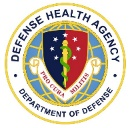 DEFENSE HEALTH AGENCY
PRO CURA MILITIS
DEPARTMENT OF DEFENSE